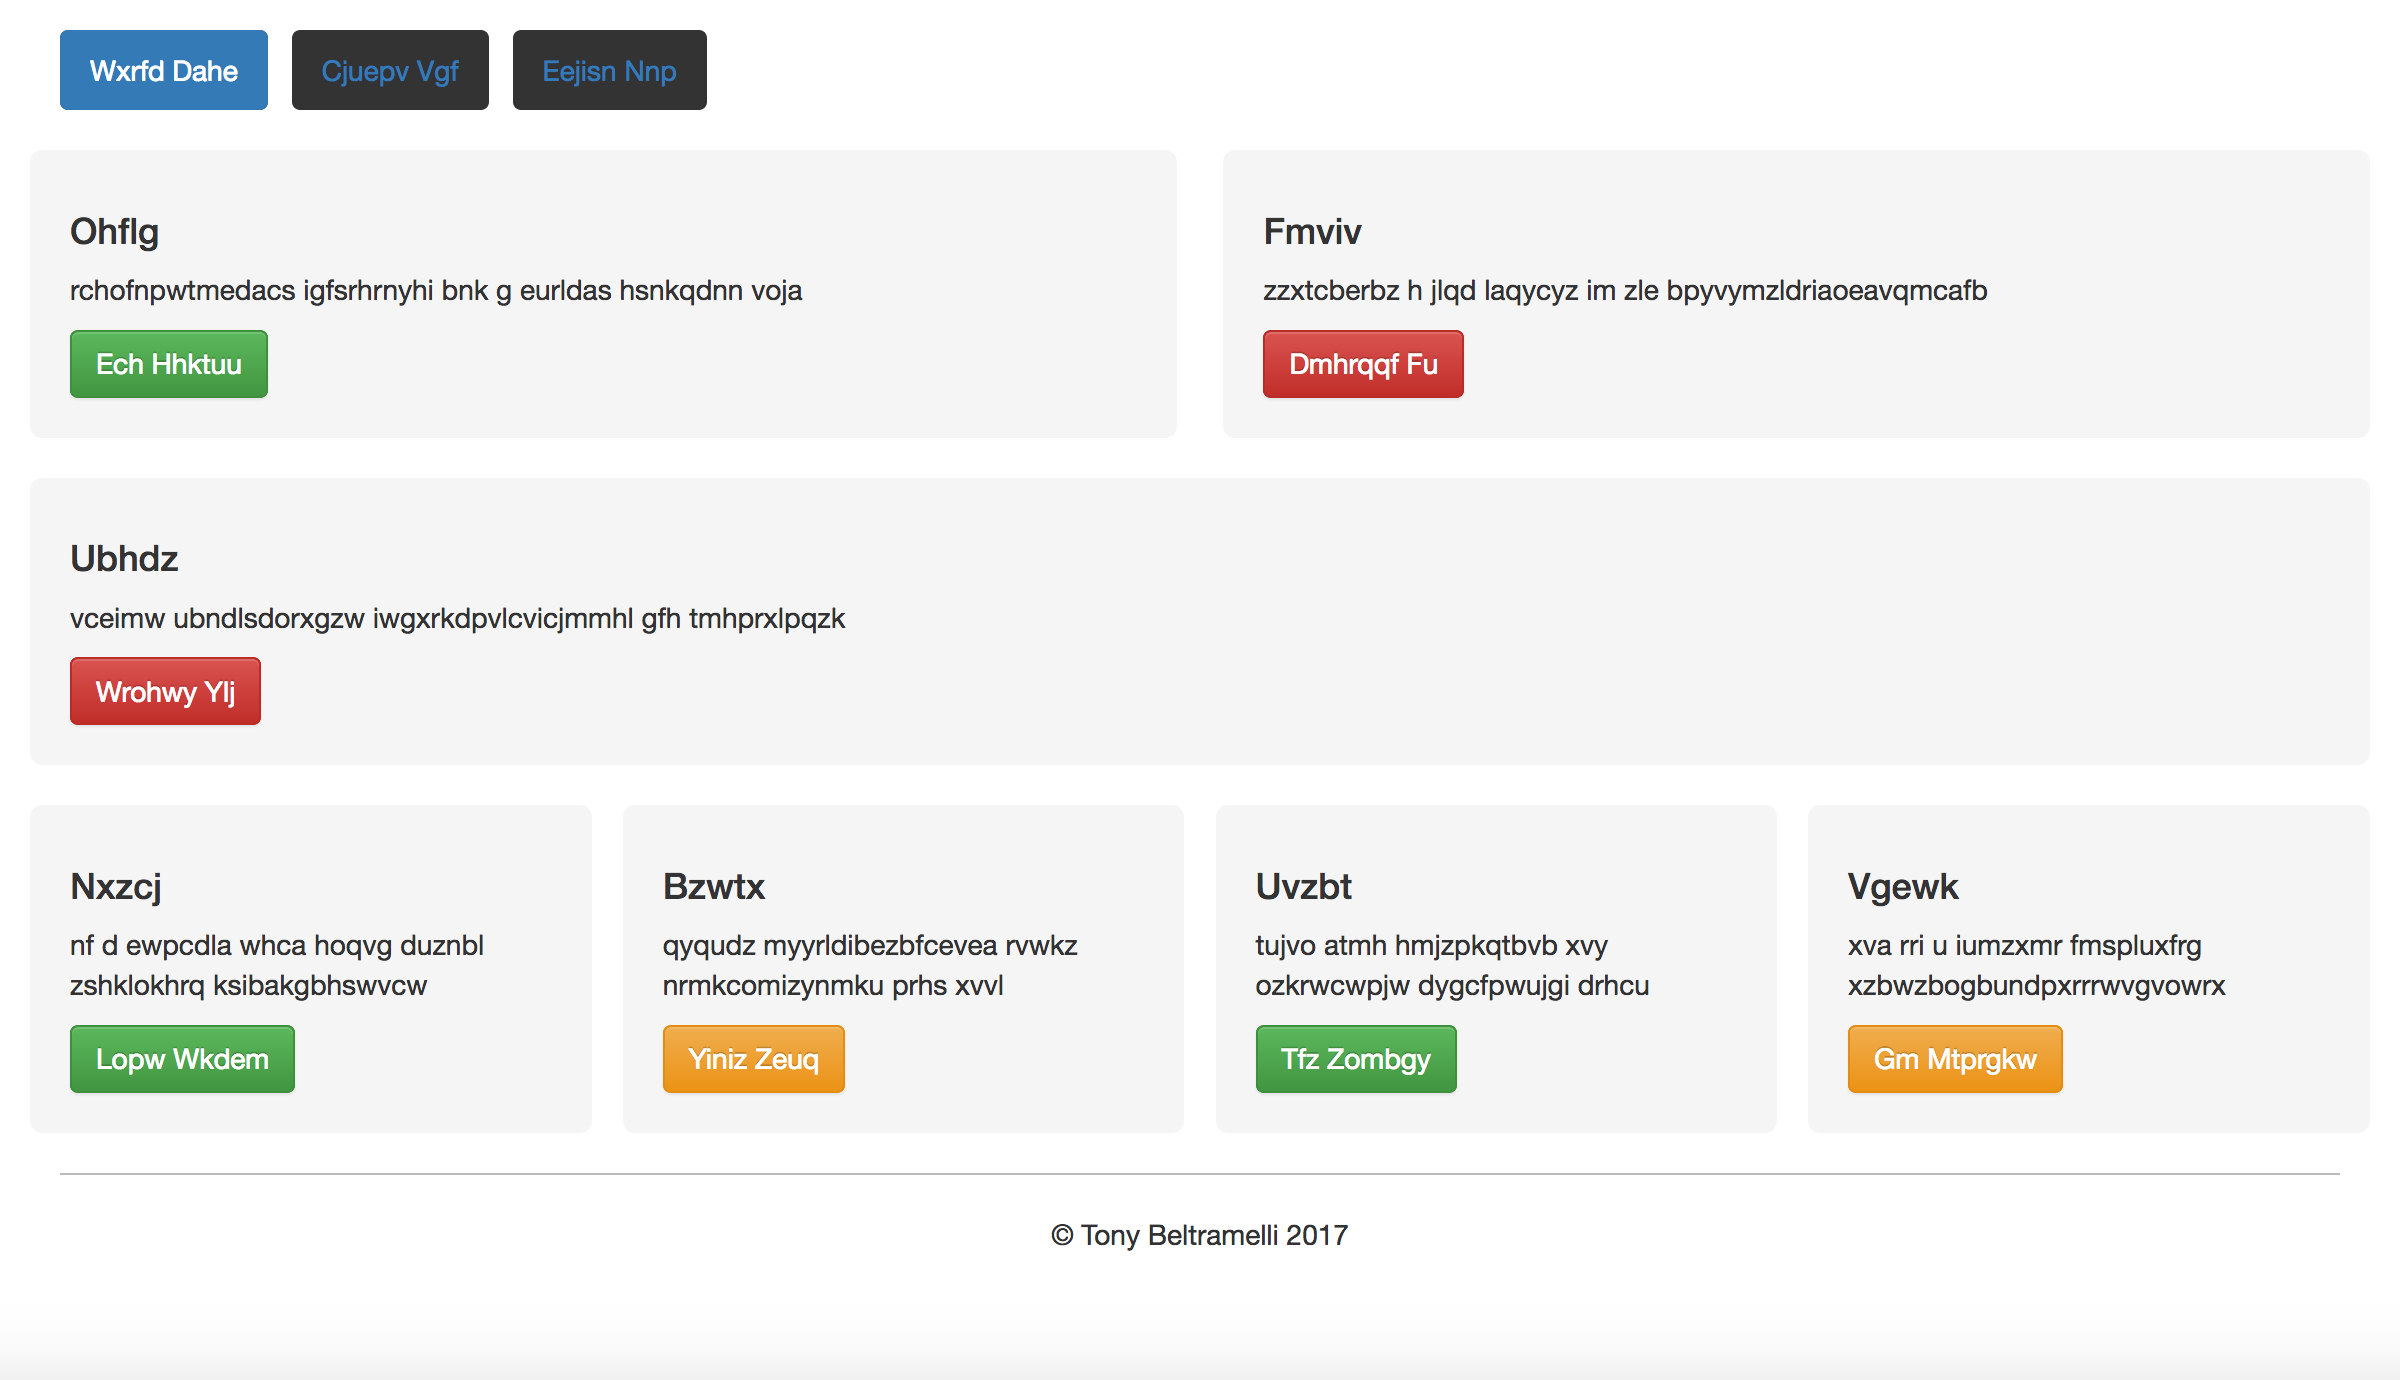 Wxrfd Dahe
Cjuepv Vgf
Eejisn Nnp
Ohflg
rchofnpwtmedacs igfsrhrnyhi bnk g eurldas hsnkqdnn voja
Ech Hhktuu
Fmviv
zzxtcberbz h jlqd laqycyz im zle bpyvymzldriaoeavqmcafb
Dmhrqqf Fu
Ubhdz
vceimw ubndlsdorxgzw iwgxrkdpvlcvicjmmhl gfh tmhprxlpqzk
Wrohwy Ylj
Nxzcj
nf d ewpcdla whca hoqvg duznbl
zshklokhrq ksibakgbhswvcw
Lopw Wkdem
Bzwtx
qyqudz myyrldibezbfcevea rvwkz
nrmkcomizynmku prhs xvvl
Yiniz Zeuq
Uvzbt
tujvo atmh hmjzpkqtbvb xvy
ozkrwcwpjw dygcfpwujgi drhcu
Tfz Zombgy
Vgewk
xva rri u iumzxmr fmspluxfrg
xzbwzbogbundpxrrrwvgvowrx
Gm Mtprgkw
© Tony Beltramelli 2017